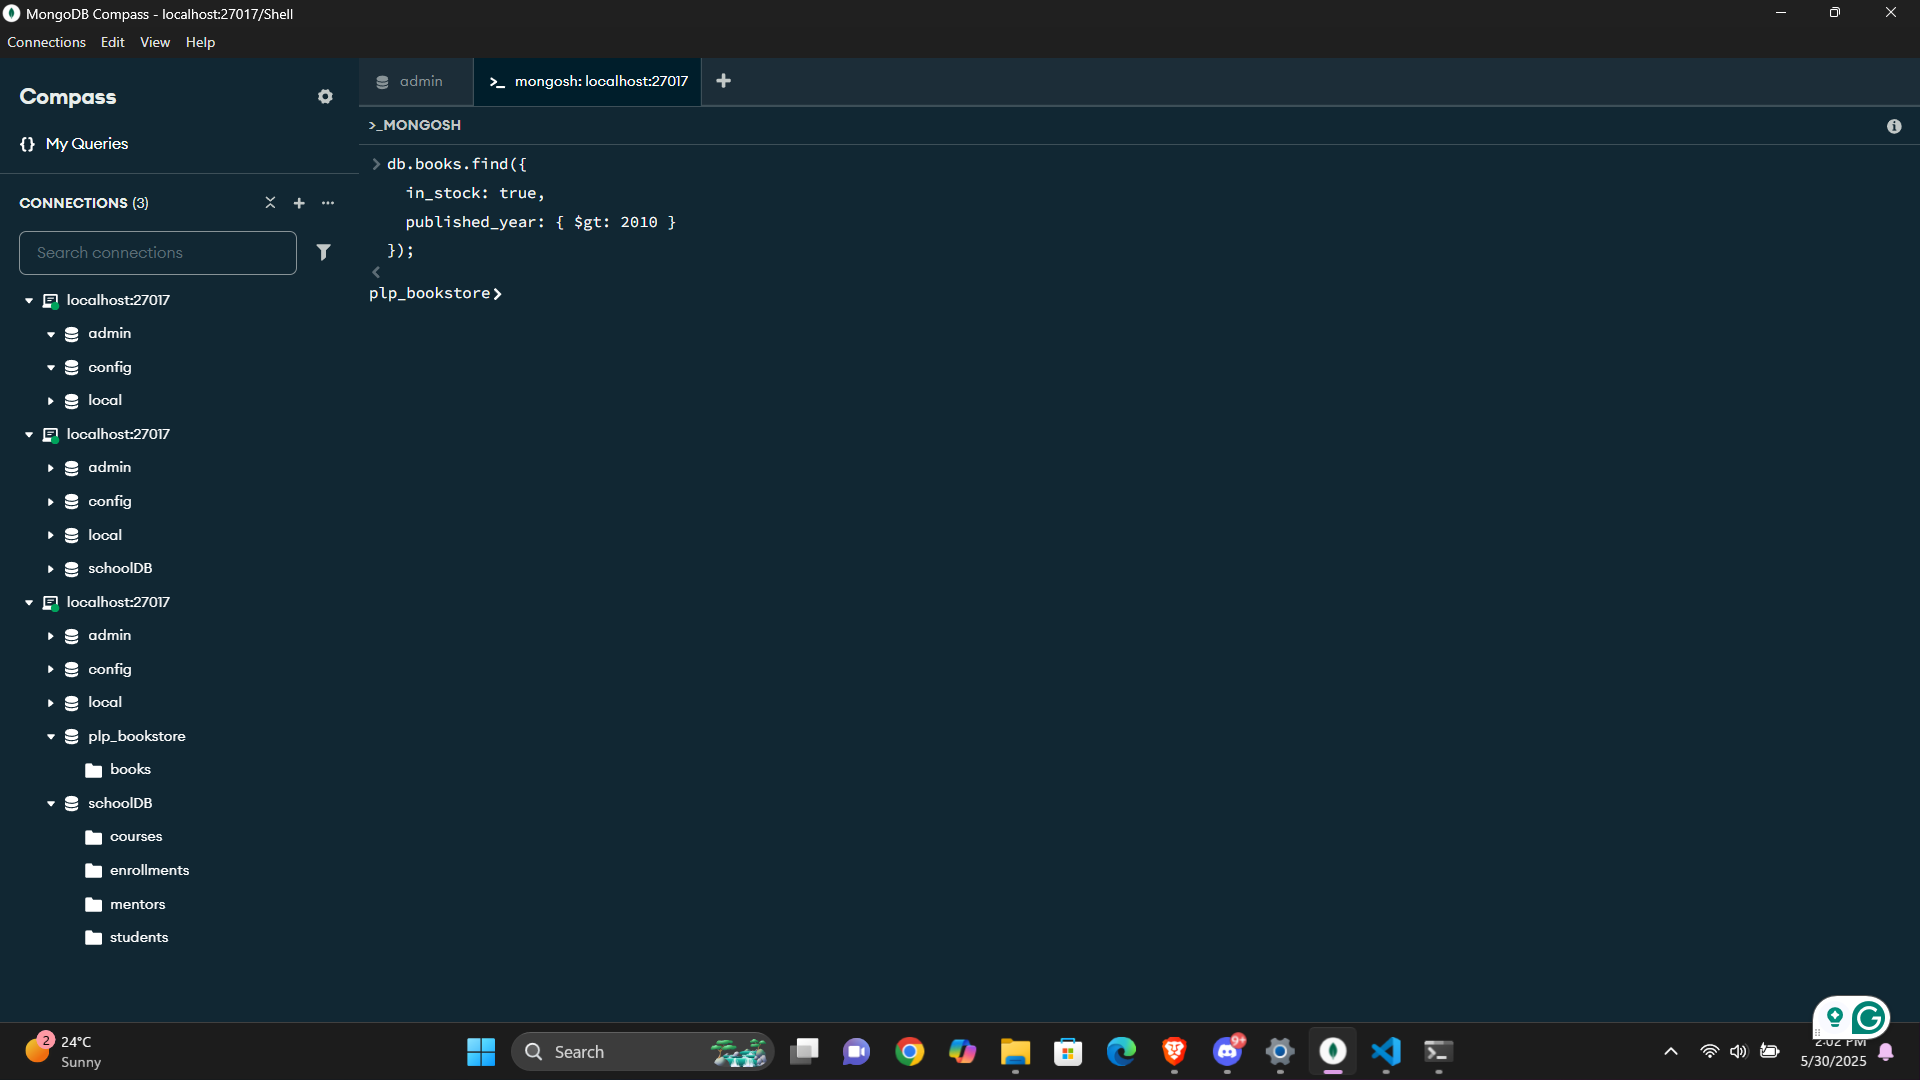 MongoDB Compass - localhost:27017/Shell
Connections Edit View Help
Compass
My Queries
CONNECTIONS (3)
Search connections
localhost:27017
admin
config
local
localhost:27017
admin
config
local
schoolDB
localhost:27017
admin
config
local
plp_bookstore
books
schoolDB
courses
enrollments
mentors
students
admin
>_ mongosh: localhost:27017
>_MONGOSH
> db.books.find({
in_stock: true,
published_year: { $gt: 2010 }
});
<
plp_bookstore>
2
24°C
Sunny
Search
9+
2:02 PM
5/30/2025